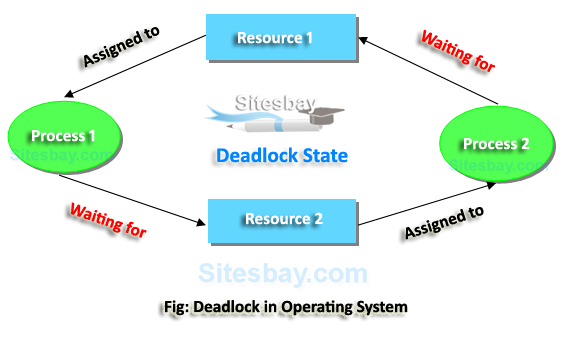 Assigned to
Resource 1
Waiting for
Sitesbay
Process 1
Sitesbay.com
Deadlock State
Process 2
Sitesbay.com
Waiting for
Resource 2
Assigned to
Sitesbay.com
Fig: Deadlock in Operating System